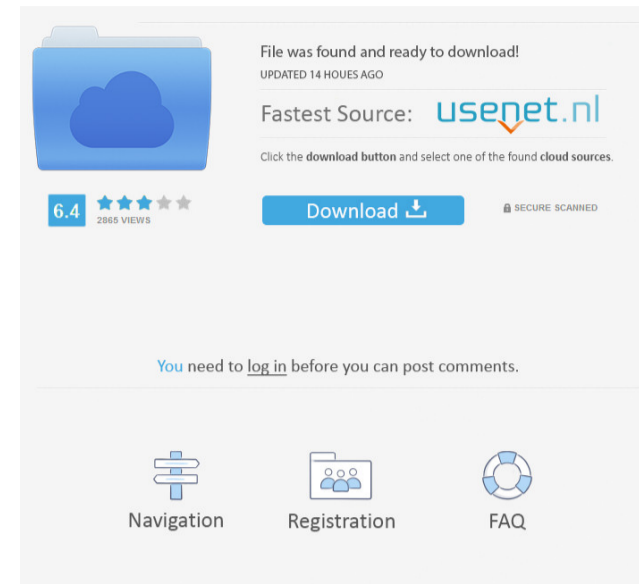 File was found and ready to download!
UPDATED 14 HOUES AGO
Fastest Source: usenet.nl
Click the download button and select one of the found cloud sources.
6.4
2865 VIEWS
Download
SECURE SCANNED
You need to log in before you can post comments.
Navigation
Registration
FAQ